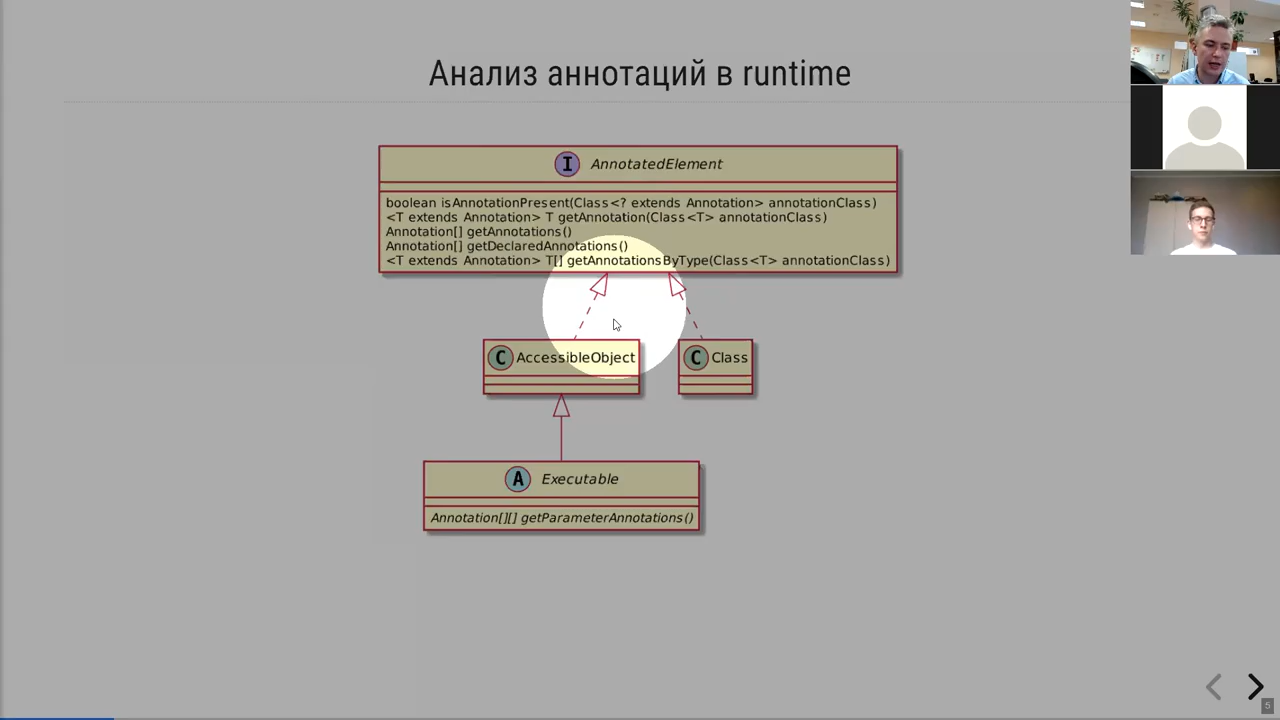 Анализ аннотаций в runtime
I AnnotatedElement
boolean isAnnotationPresent(Class<? extends Annotation> annotationClass)
<T extends Annotation> T getAnnotation(Class<T> annotationClass)
Annotation[] getAnnotations()
Annotation[] getDeclaredAnnotations()
<T extends Annotation> T[] getAnnotationsByType(Class<T> annotationClass)
C AccessibleObject
C Class
A Executable
Annotation[][] getParameterAnnotations()
5